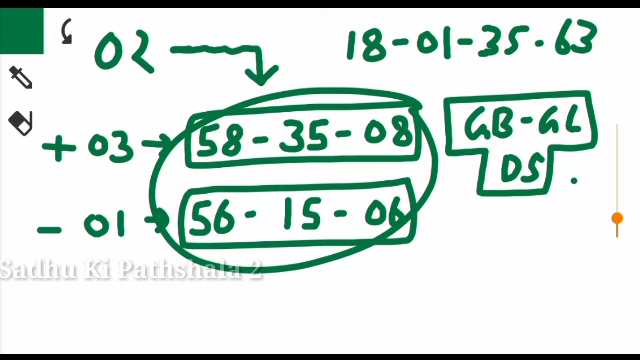 02
18-01-35-63
+ 03 → 58-35-08
GB-GL
DS.
- 01 → 56-15-06
Sadhu Ki Pathshala 2